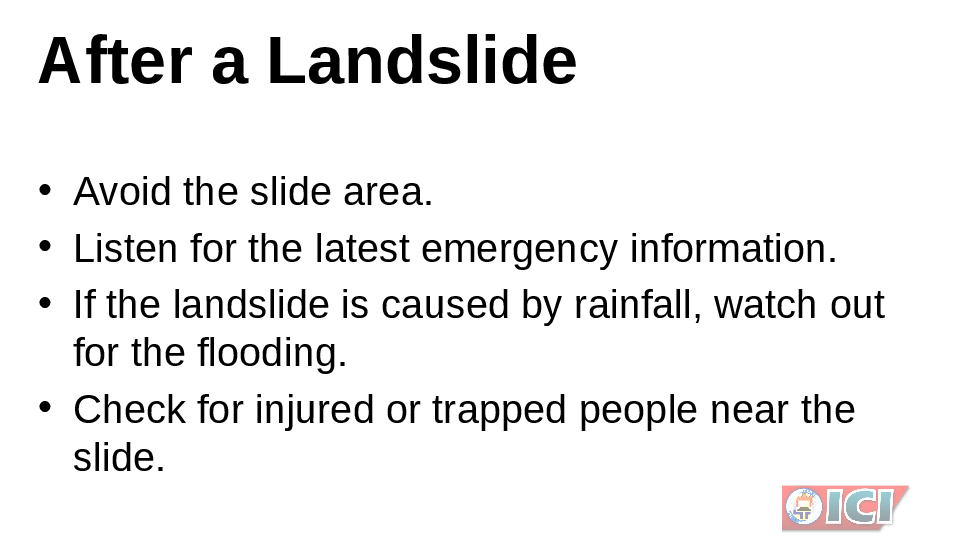 After a Landslide
• Avoid the slide area.
• Listen for the latest emergency information.
• If the landslide is caused by rainfall, watch out
for the flooding.
• Check for injured or trapped people near the
slide.
ICI